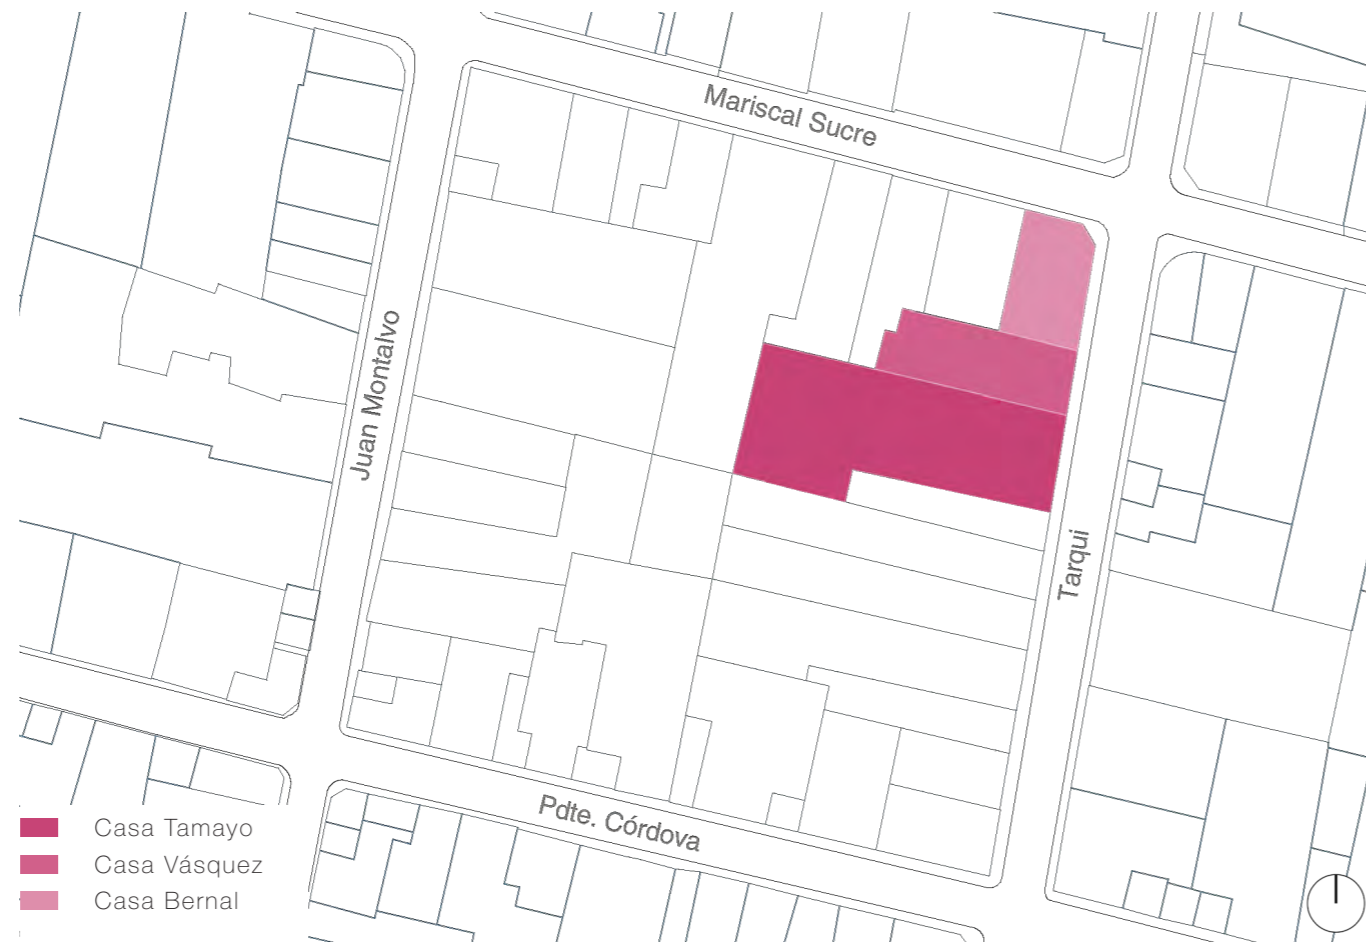 Mariscal Sucre
Juan Montalvo
Tarqui
Pdte. Córdova
Casa Tamayo
Casa Vásquez
Casa Bernal